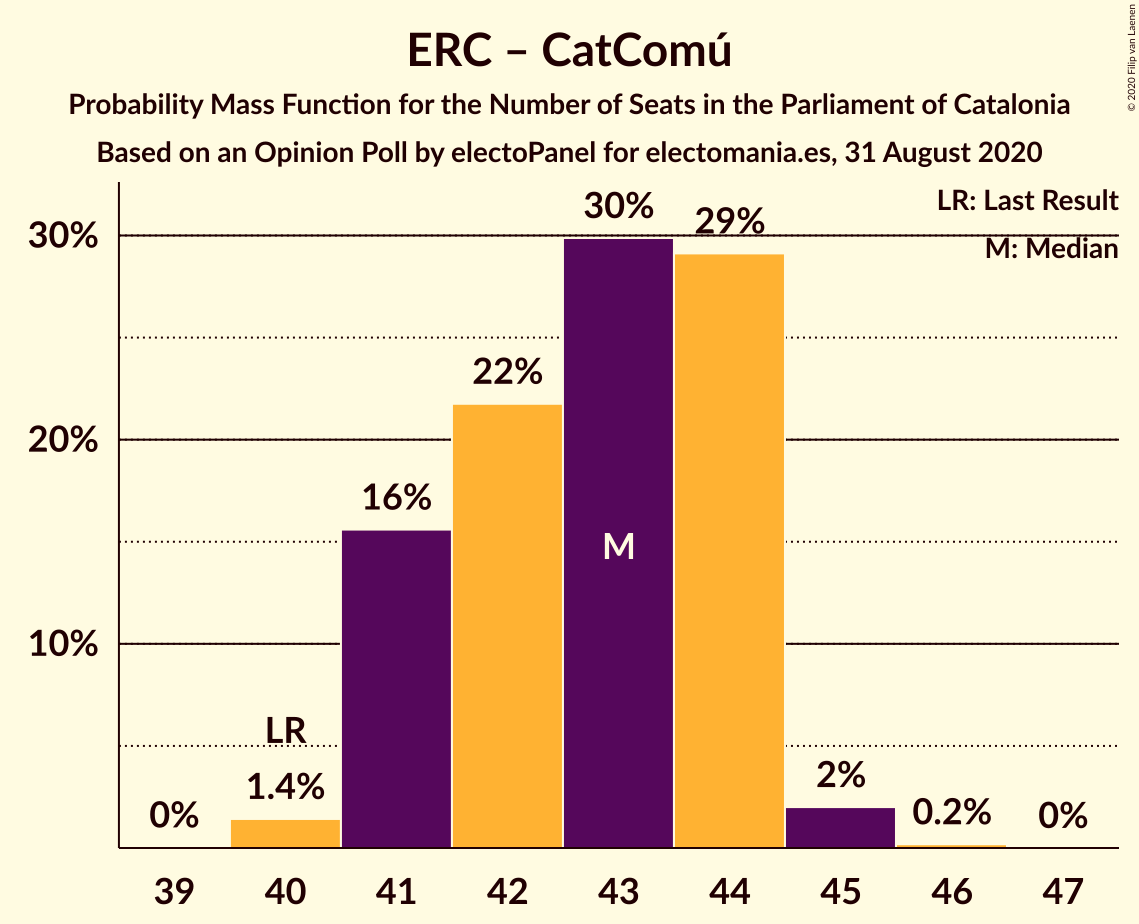 ERC – CatComú
Probability Mass Function for the Number of Seats in the Parliament of Catalonia
Based on an Opinion Poll by electoPanel for electomania.es, 31 August 2020
© 2020 Filip van Laenen
LR: Last Result
M: Median
30%
20%
10%
0%
LR
1.4%
16%
22%
30%
M
29%
2%
0.2%
0%
39 40 41 42 43 44 45 46 47